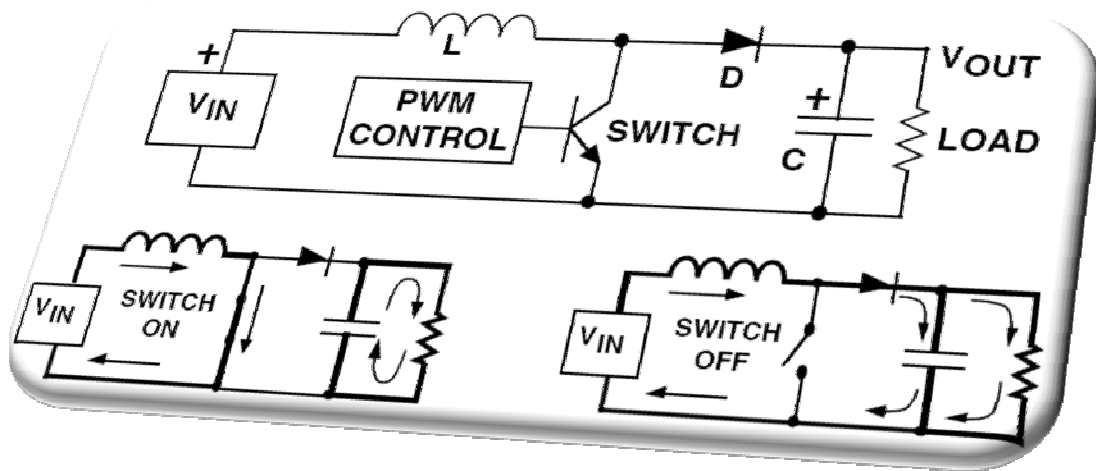 +
L
VIN
PWM
CONTROL
SWITCH
D
+
C
VOUT
LOAD
VIN
SWITCH
ON
VIN
SWITCH
OFF